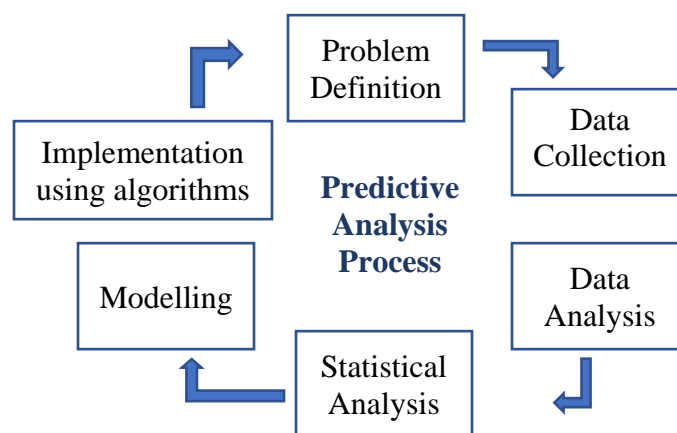 Problem
Definition
Data
Collection
Data
Analysis
Statistical
Analysis
Modelling
Implementation
using algorithms
Predictive
Analysis
Process